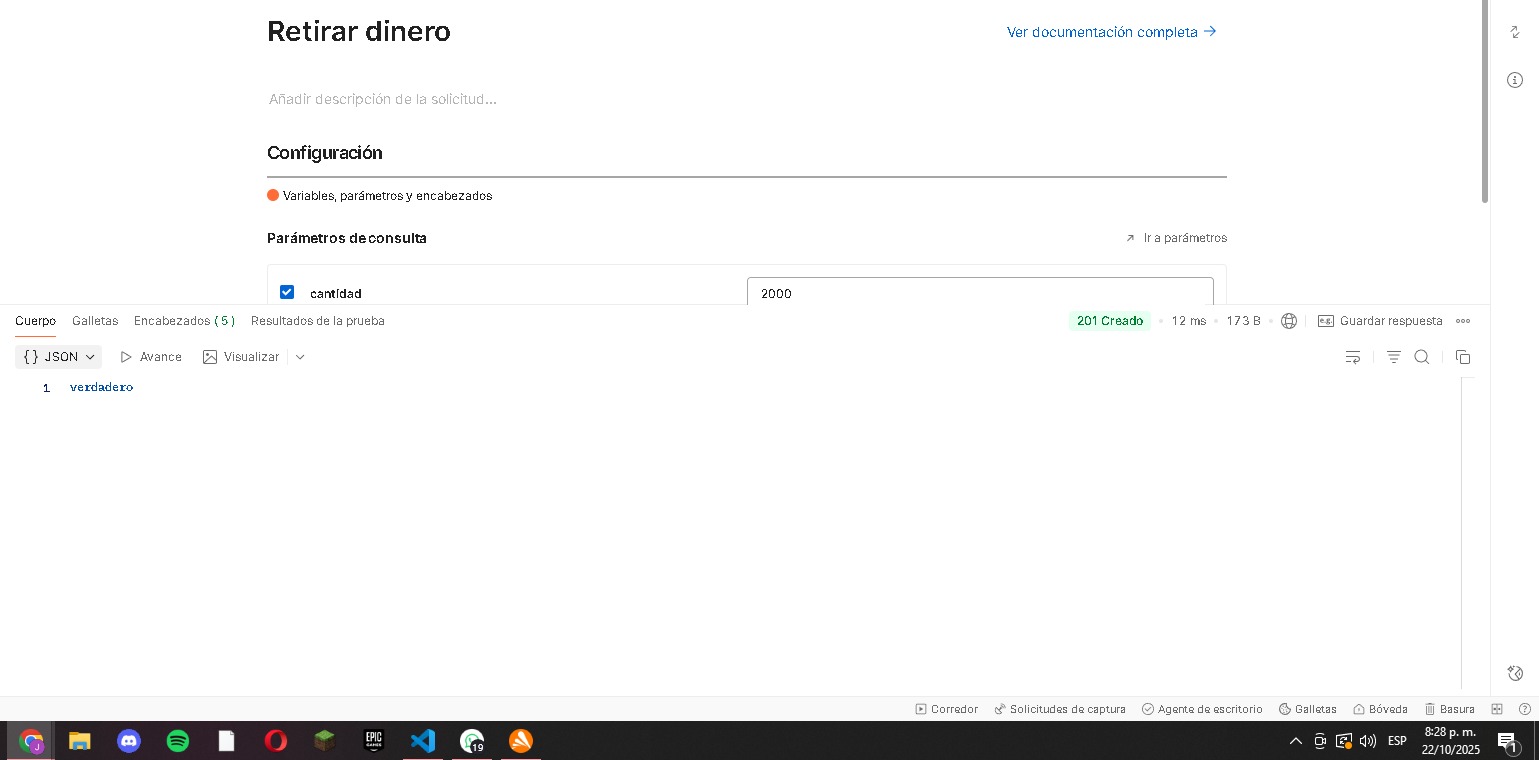 Retirar dinero
Ver documentación completa →
Añadir descripción de la solicitud...
Configuración
Variables, parámetros y encabezados
Parámetros de consulta
Ir a parámetros
cantidad
2000
Cuerpo Galletas Encabezados (5) Resultados de la prueba
201 Creado • 12 ms • 173 B • e.g. Guardar respuesta
{} JSON Avance Visualizar
1 verdadero
Corredor Solicitudes de captura Agente de escritorio Galletas Bóveda Basura
J EPIC GAMES 19 ESP 8:28 p. m.
22/10/2025 1